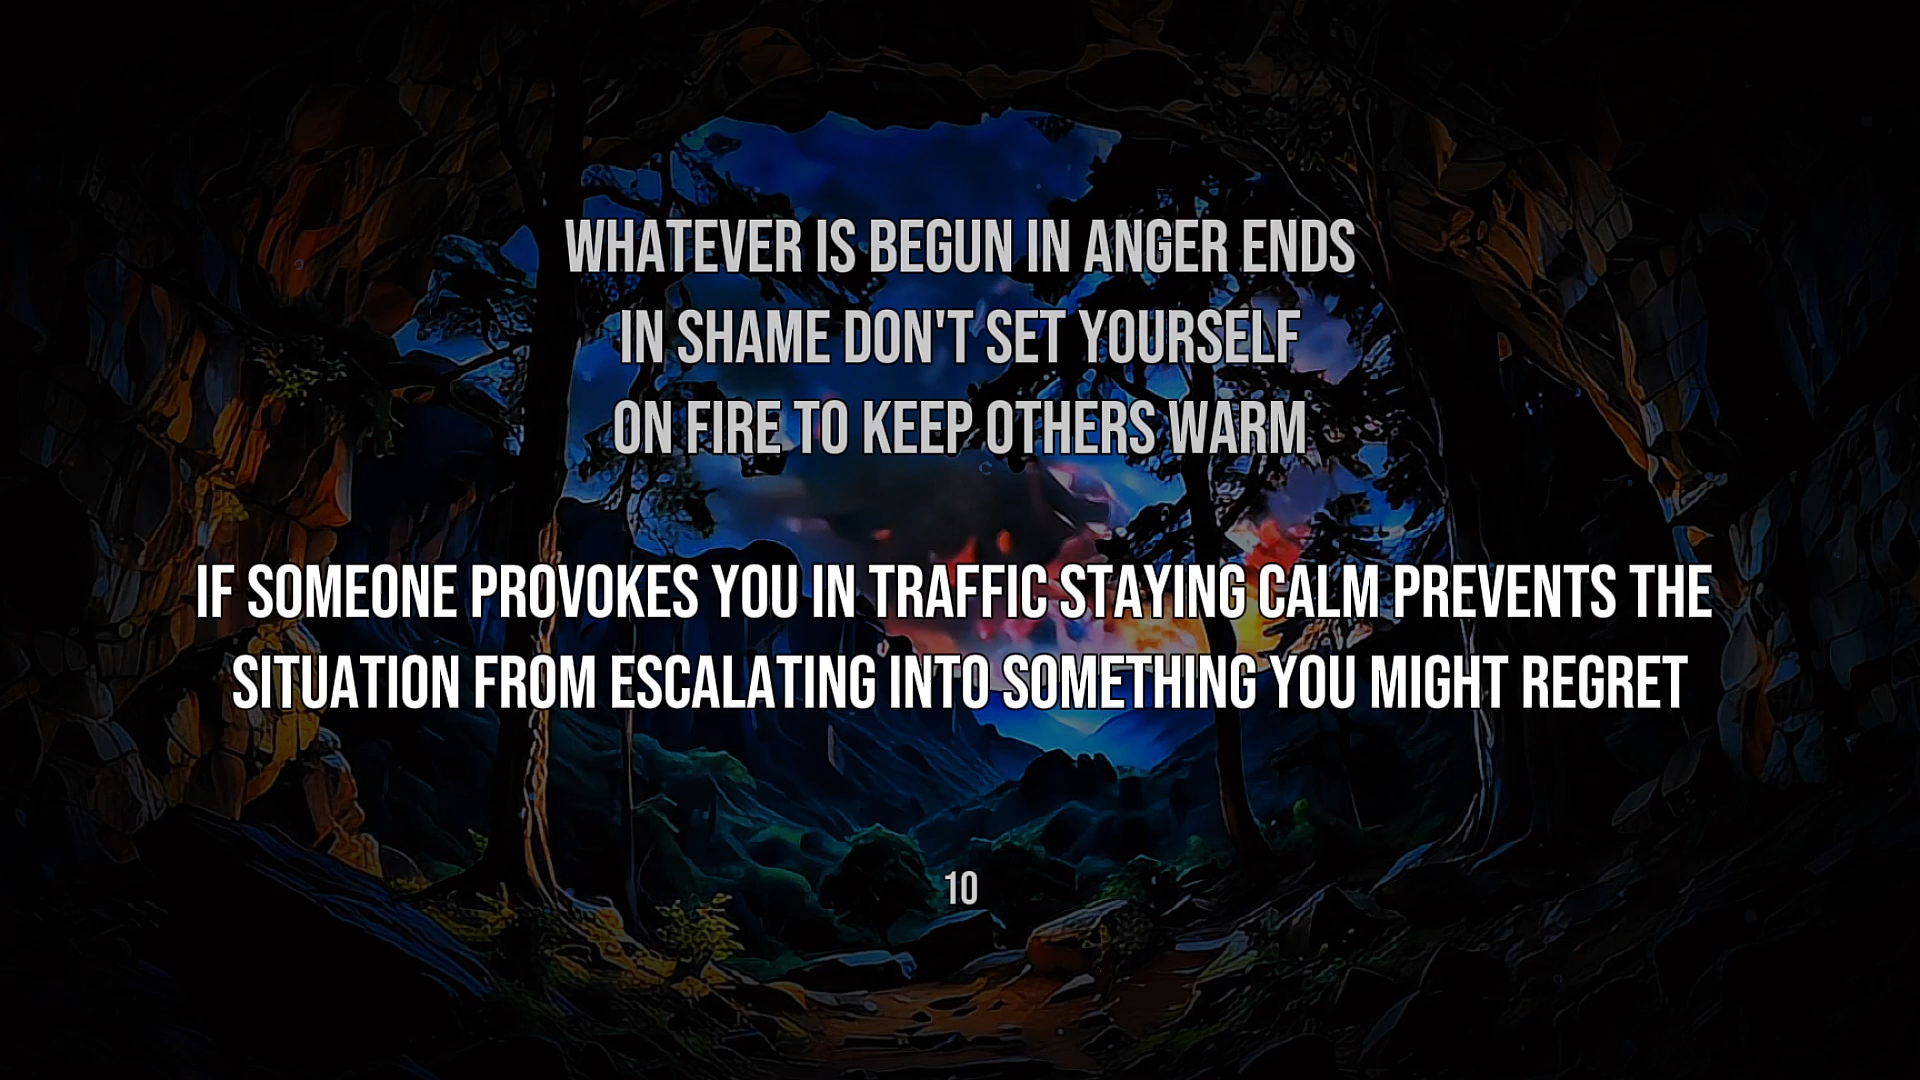 WHATEVER IS BEGUN IN ANGER ENDS
IN SHAME DON'T SET YOURSELF
ON FIRE TO KEEP OTHERS WARM
IF SOMEONE PROVOKES YOU IN TRAFFIC STAYING CALM PREVENTS THE
SITUATION FROM ESCALATING INTO SOMETHING YOU MIGHT REGRET
10